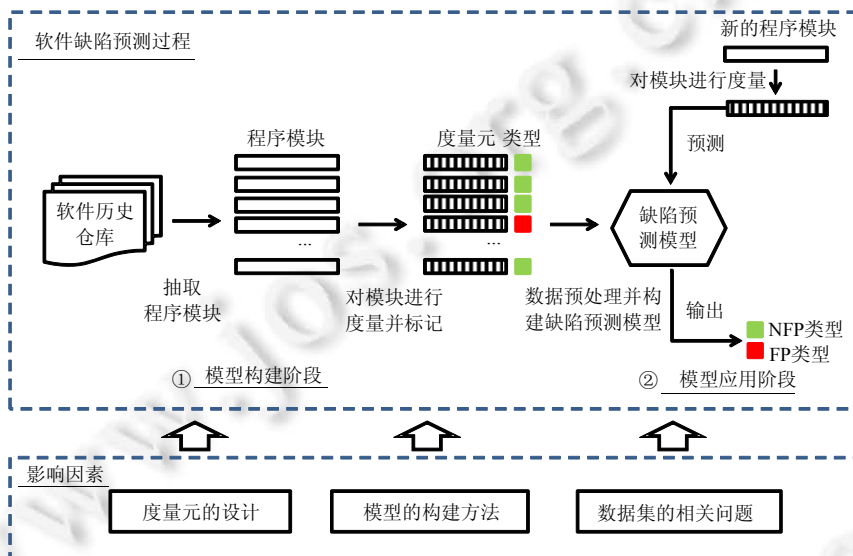 软件缺陷预测过程
新的程序模块
对模块进行度量
程序模块
度量元 类型
预测
软件历史
仓库
缺陷预
测模型
...
...
抽取
程序模块
对模块进行
度量并标记
数据预处理并构
建缺陷预测模型
输出
NFP类型
FP类型
① 模型构建阶段
② 模型应用阶段
影响因素
度量元的设计
模型的构建方法
数据集的相关问题
www.jos.org.c